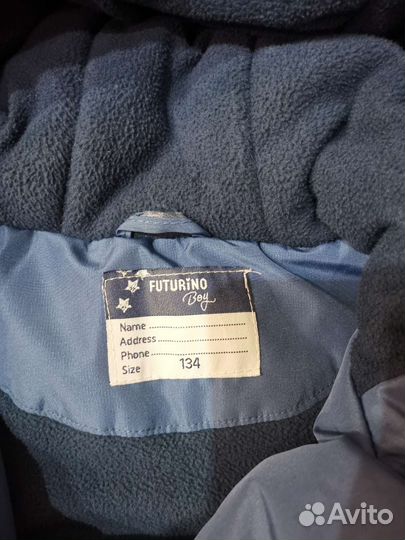 FUTURiNO
Boy
Name
Address
Phone
Size 134
Avito